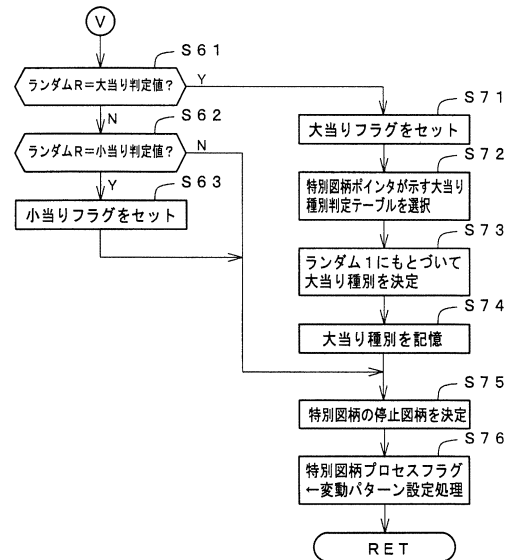 V
S61
ランダムR=大当り判定値?
Y
N
S62
ランダムR=小当り判定値?
N
Y
S63
小当りフラグをセット
S71
大当りフラグをセット
S72
特別図柄ポインタが示す大当り
種別判定テーブルを選択
S73
ランダム1にもとづいて
大当り種別を決定
S74
大当り種別を記憶
S75
特別図柄の停止図柄を決定
S76
特別図柄プロセスフラグ
←変動パターン設定処理
RET